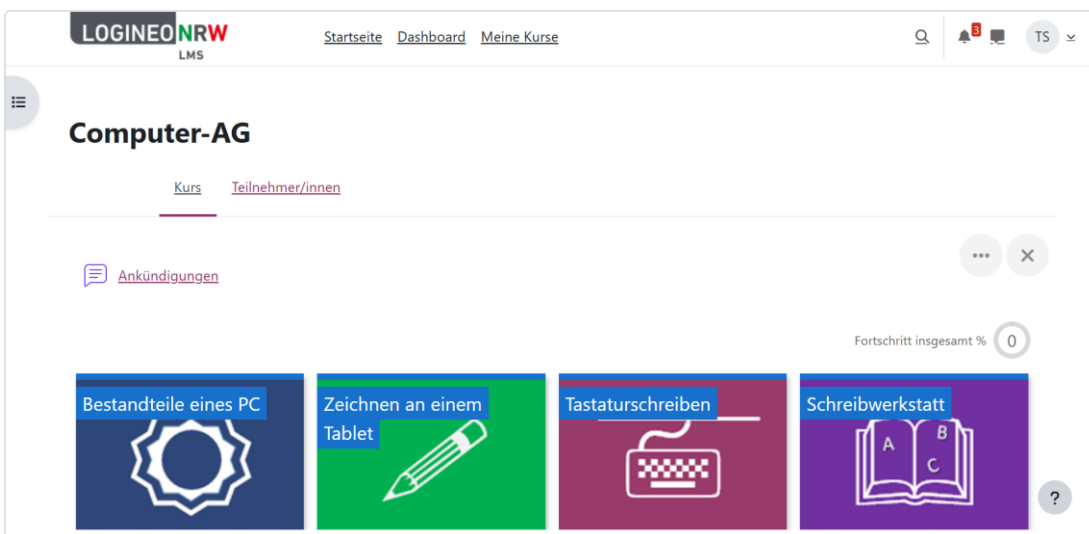 LOGINEO NRW
LMS
Startseite Dashboard Meine Kurse
3
TS
Computer-AG
Kurs Teilnehmer/innen
Ankündigungen
Fortschritt insgesamt % 0
Bestandteile eines PC
Zeichnen an einem
Tablet
Tastaturschreiben
Schreibwerkstatt
A B
C
?